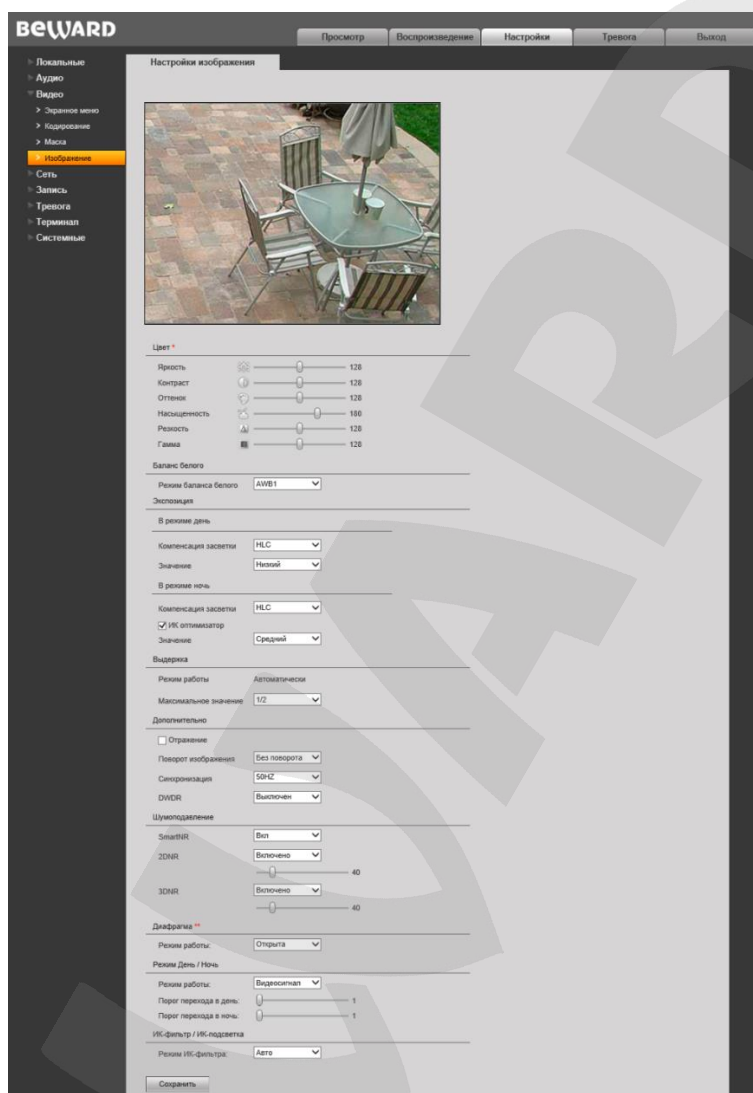 BEWARD
Просмотр Воспроизведение Настройки Тревога Выход
Локальные
Аудио
Видео
Экранное меню
Кодирование
Маска
Изображение
Сеть
Запись
Тревога
Терминал
Системные
Настройки изображения
Цвет *
Яркость 128
Контраст 128
Оттенок 128
Насыщенность 180
Резкость 128
Гамма 128
Баланс белого
Режим баланса белого AWB1
Экспозиция
В режиме день
Компенсация засветки HLC
Значение Низкий
В режиме ночь
Компенсация засветки HLC
ИК оптимизатор
Значение Средний
Выдержка
Режим работы Автоматически
Максимальное значение 1/2
Дополнительно
Отражение
Поворот изображения Без поворота
Синхронизация 50HZ
DWDR Выключен
Шумоподавление
SmartNR Вкл
2DNR Включено
40
3DNR Включено
40
Диафрагма **
Режим работы: Открыта
Режим День / Ночь
Режим работы: Видеосигнал
Порог перехода в день: 1
Порог перехода в ночь: 1
ИК-фильтр / ИК-подсветка
Режим ИК-фильтра: Авто
Сохранить